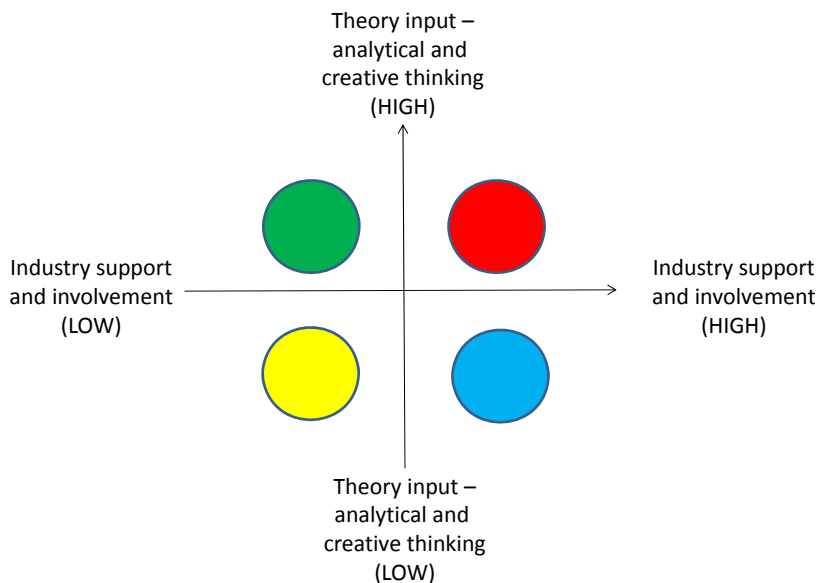 Theory input –
analytical and
creative thinking
(HIGH)
Industry support
and involvement
(LOW)
Industry support
and involvement
(HIGH)
Theory input –
analytical and
creative thinking
(LOW)